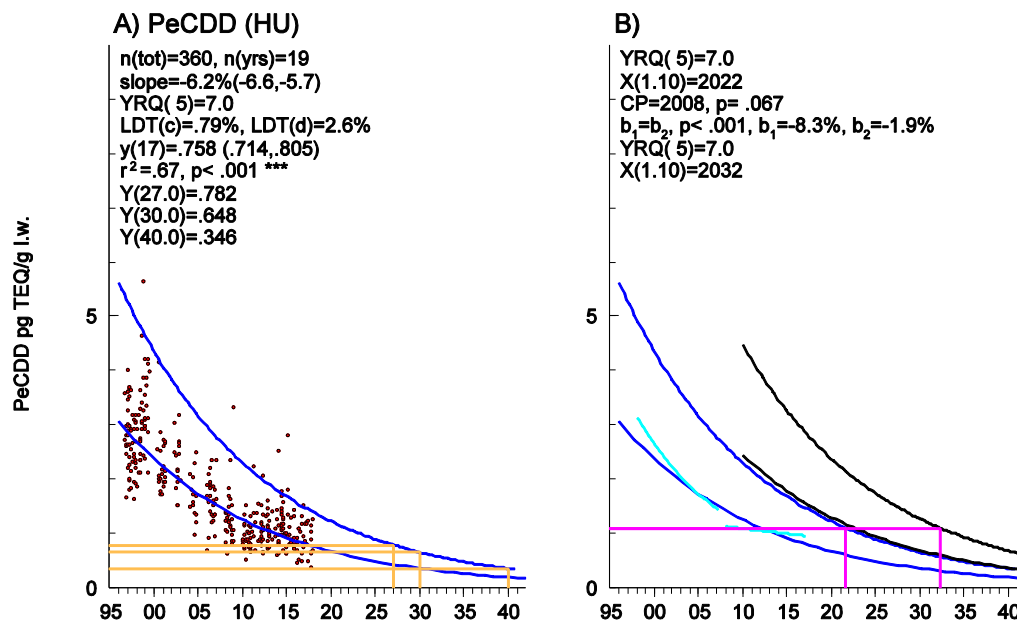 A) PeCDD (HU)
n(tot)=360, n(yrs)=19
slope=-6.2%(-6.6,-5.7)
YRQ( 5)=7.0
LDT(c)=.79%, LDT(d)=2.6%
y(17)=.758 (.714,.805)
r²=.67, p< .001 ***
Y(27.0)=.782
Y(30.0)=.648
Y(40.0)=.346
PeCDD pg TEQ/g l.w.
5
0
95 00 05 10 15 20 25 30 35 40
B)
YRQ( 5)=7.0
X(1.10)=2022
CP=2008, p= .067
b₁=b₂, p< .001, b₁=-8.3%, b₂=-1.9%
YRQ( 5)=7.0
X(1.10)=2032
5
0
95 00 05 10 15 20 25 30 35 40